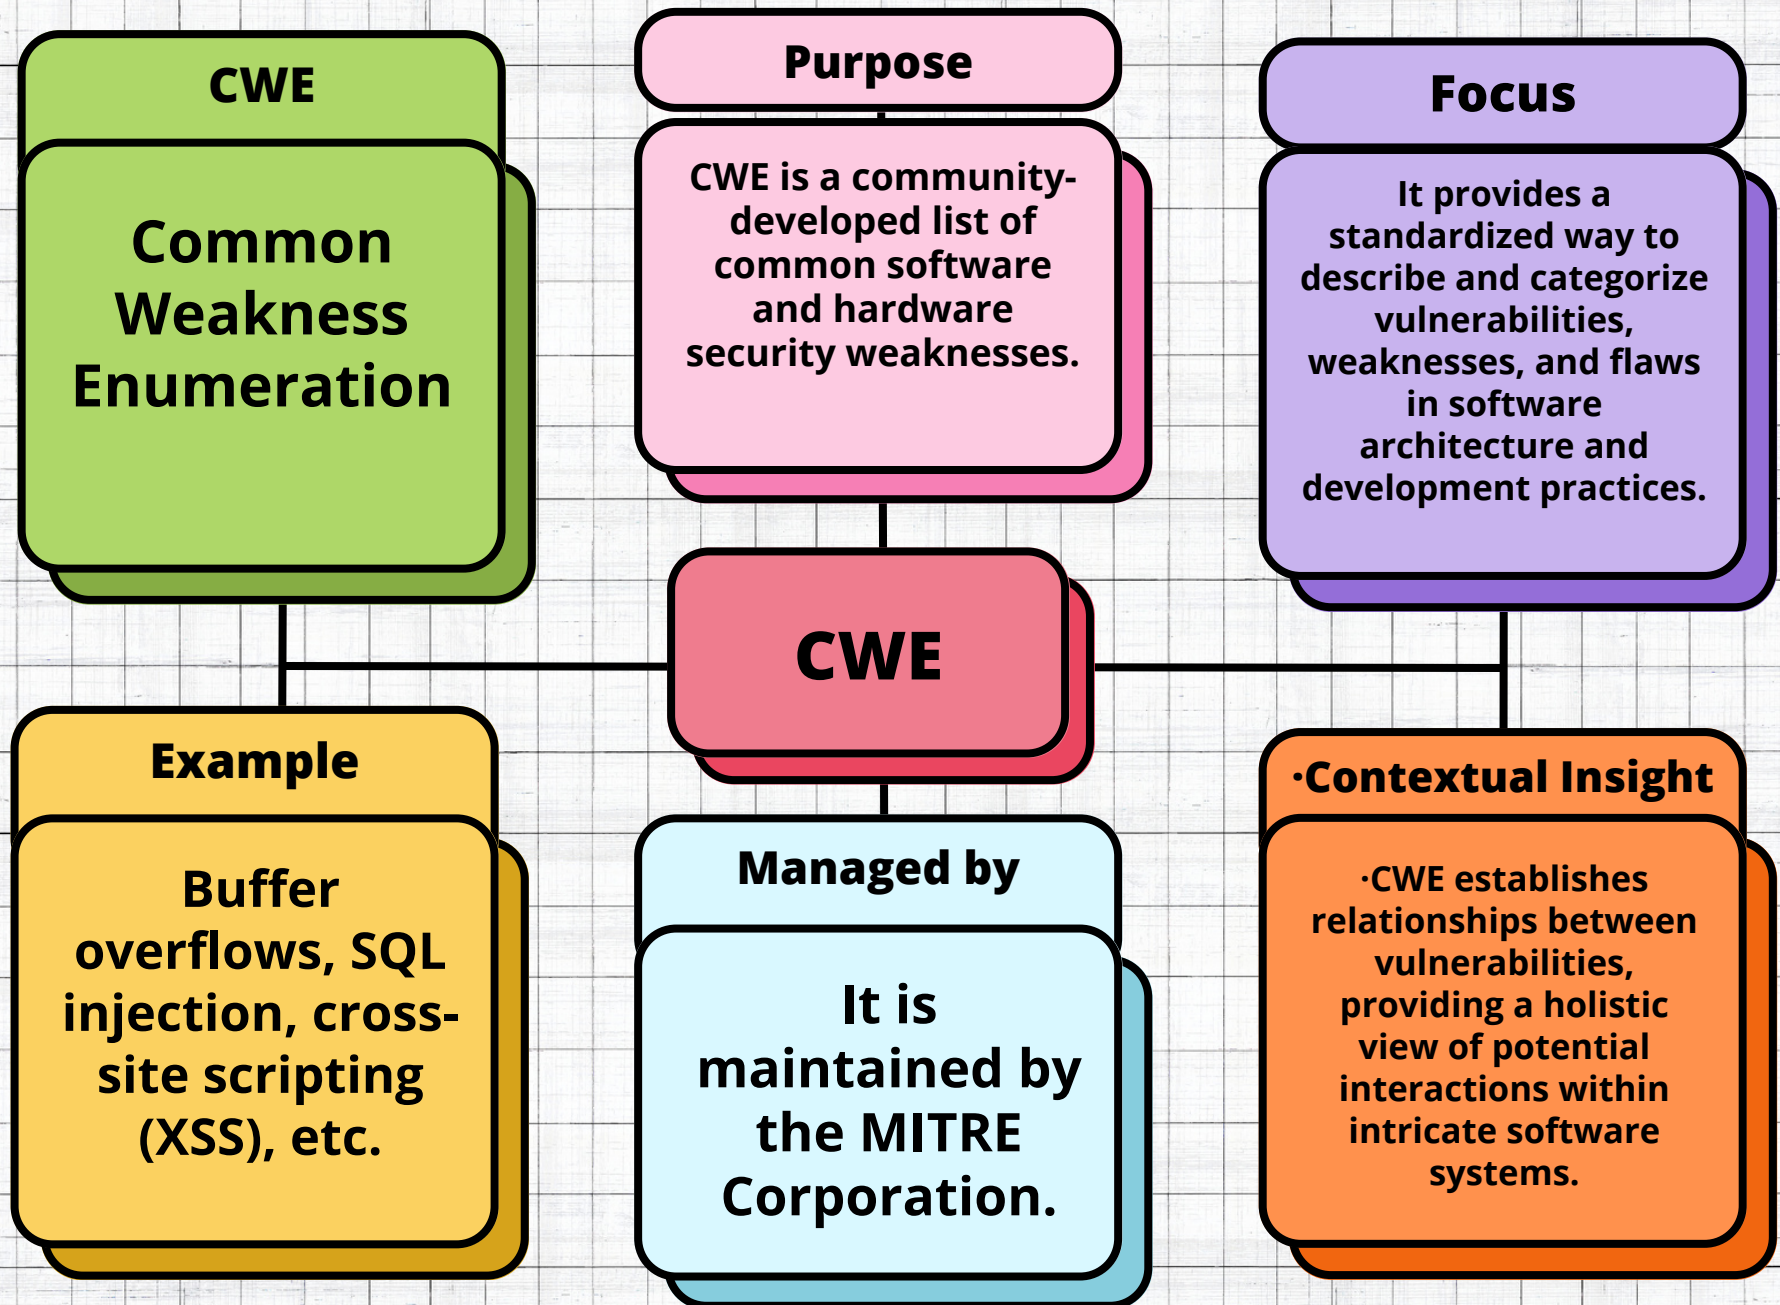 CWE
Common
Weakness
Enumeration
Purpose
CWE is a community-
developed list of
common software
and hardware
security weaknesses.
Focus
It provides a
standardized way to
describe and categorize
vulnerabilities,
weaknesses, and flaws
in software
architecture and
development practices.
CWE
Example
Buffer
overflows, SQL
injection, cross-
site scripting
(XSS), etc.
Managed by
It is
maintained by
the MITRE
Corporation.
·Contextual Insight
·CWE establishes
relationships between
vulnerabilities,
providing a holistic
view of potential
interactions within
intricate software
systems.